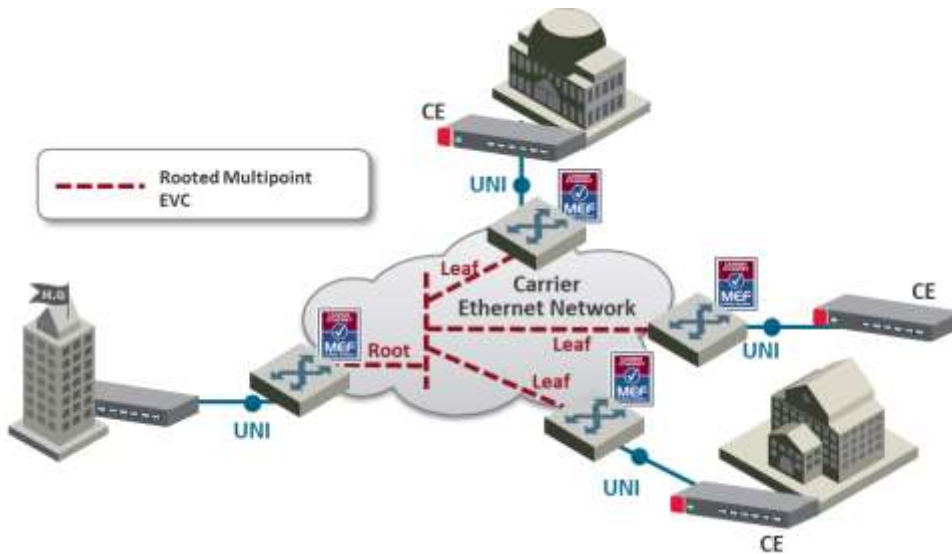 CE
Rooted Multipoint
EVC
UNI
MEF
Leaf
Carrier
Ethernet Network
MEF
CE
H.Q
MEF
Root
Leaf
UNI
MEF
Leaf
UNI
UNI
CE